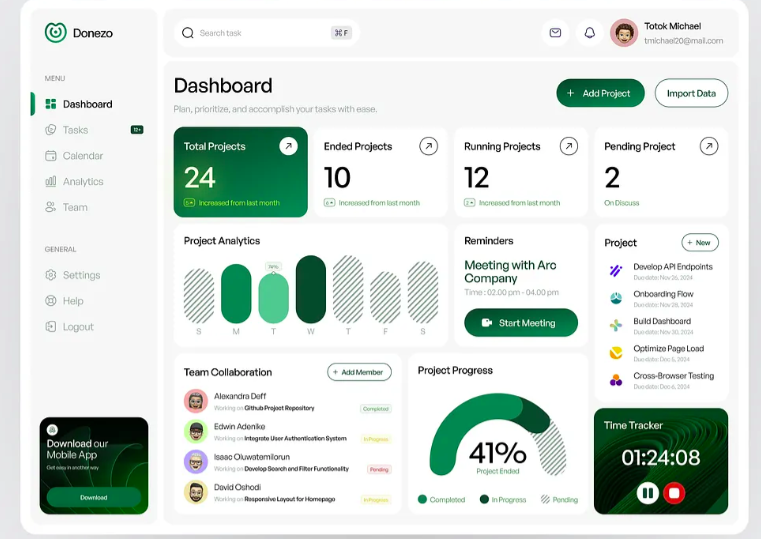 Donezo
Search task
⌘ F
Totok Michael
tmichael20@mail.com
MENU
Dashboard
Tasks
12+
Calendar
Analytics
Team
GENERAL
Settings
Help
Logout
Download our
Mobile App
Get easy in another way
Download
Dashboard
Plan, prioritize, and accomplish your tasks with ease.
+ Add Project
Import Data
Total Projects
24
Increased from last month
Ended Projects
10
Increased from last month
Running Projects
12
Increased from last month
Pending Project
2
On Discuss
Project Analytics
S M T W T F S
Reminders
Meeting with Arc
Company
Time : 02.00 pm - 04.00 pm
Start Meeting
Project
+ New
Develop API Endpoints
Due date: Nov 26, 2024
Onboarding Flow
Due date: Nov 28, 2024
Build Dashboard
Due date: Nov 30, 2024
Optimize Page Load
Due date: Dec 5, 2024
Cross-Browser Testing
Due date: Dec 6, 2024
Team Collaboration
+ Add Member
Alexandra Deff
Working on Github Project Repository
Completed
Edwin Adenike
Working on Integrate User Authentication System
In Progress
Isaac Oluwatemilorun
Working on Develop Search and Filter Functionality
Pending
David Oshodi
Working on Responsive Layout for Homepage
In Progress
Project Progress
41%
Project Ended
Completed
In Progress
Pending
Time Tracker
01:24:08